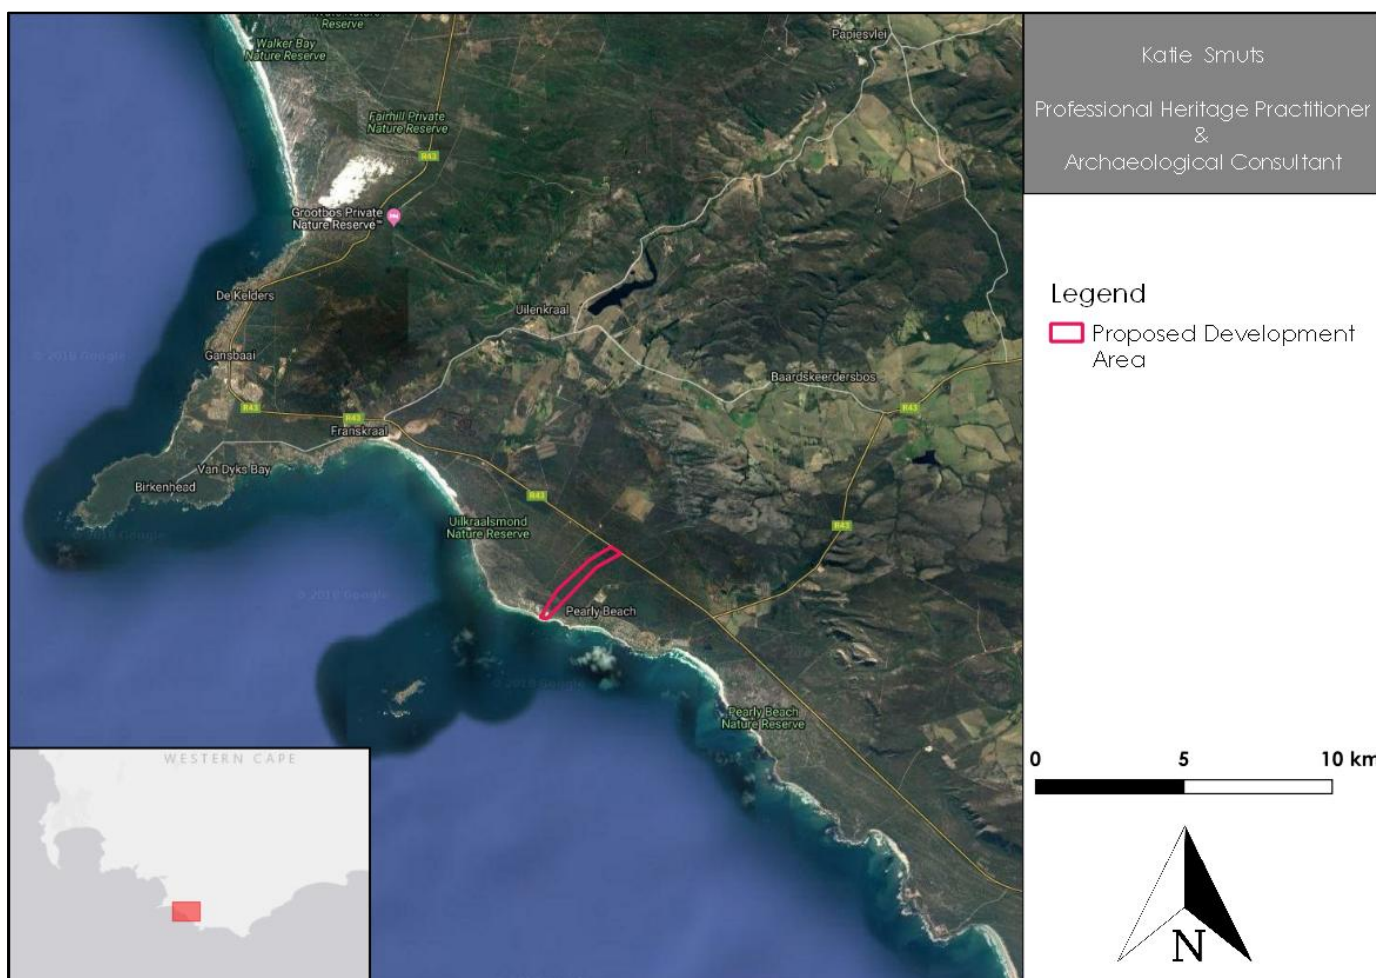 Private Nature
Reserve
Walker Bay
Nature Reserve
Papiesvlei
Fairhill Private
Nature Reserve
R43
Grootbos Private
Nature Reserve™
De Kelders
Uilenkraal
© 2018 Google
Gansbaai
Baardskeerdersbos
R43
R43
R43
Franskraal
Van Dyks Bay
Birkenhead
R43
Uilkraalsmond
Nature Reserve
R43
© 2018 Google
© 2018 Google
Pearly Beach
© 2018 Google
Pearly Beach
Nature Reserve
WESTERN CAPE
Katie Smuts
Professional Heritage Practitioner
&
Archaeological Consultant
Legend
Proposed Development
Area
0 5 10 km
N